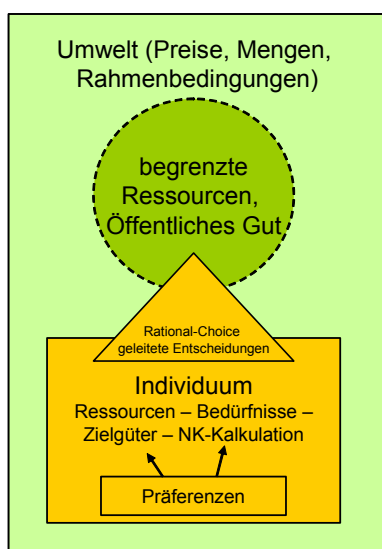 Umwelt (Preise, Mengen,
Rahmenbedingungen)
begrenzte
Ressourcen,
Öffentliches Gut
Rational-Choice
geleitete Entscheidungen
Individuum
Ressourcen – Bedürfnisse –
Zielgüter – NK-Kalkulation
Präferenzen